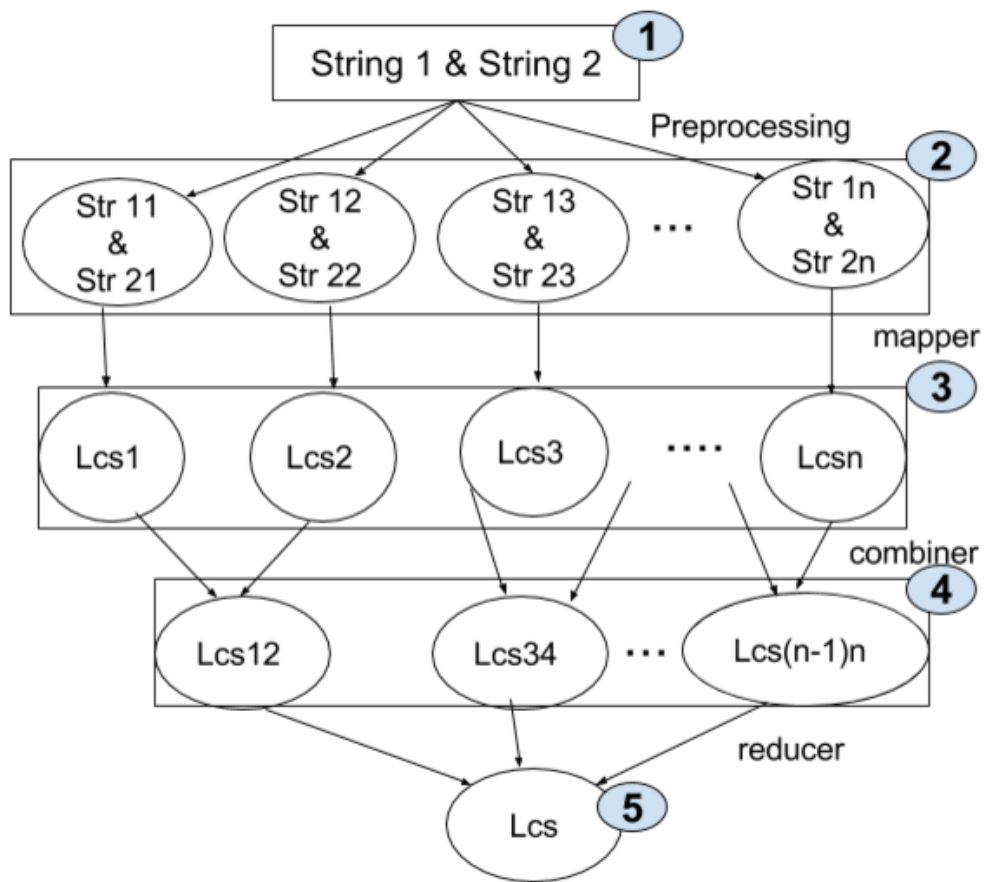 1
String 1 & String 2
Preprocessing
2
Str 11
&
Str 21
Str 12
&
Str 22
Str 13
&
Str 23
...
Str 1n
&
Str 2n
mapper
3
Lcs1
Lcs2
Lcs3
....
Lcsn
combiner
4
Lcs12
Lcs34
...
Lcs(n-1)n
reducer
5
Lcs